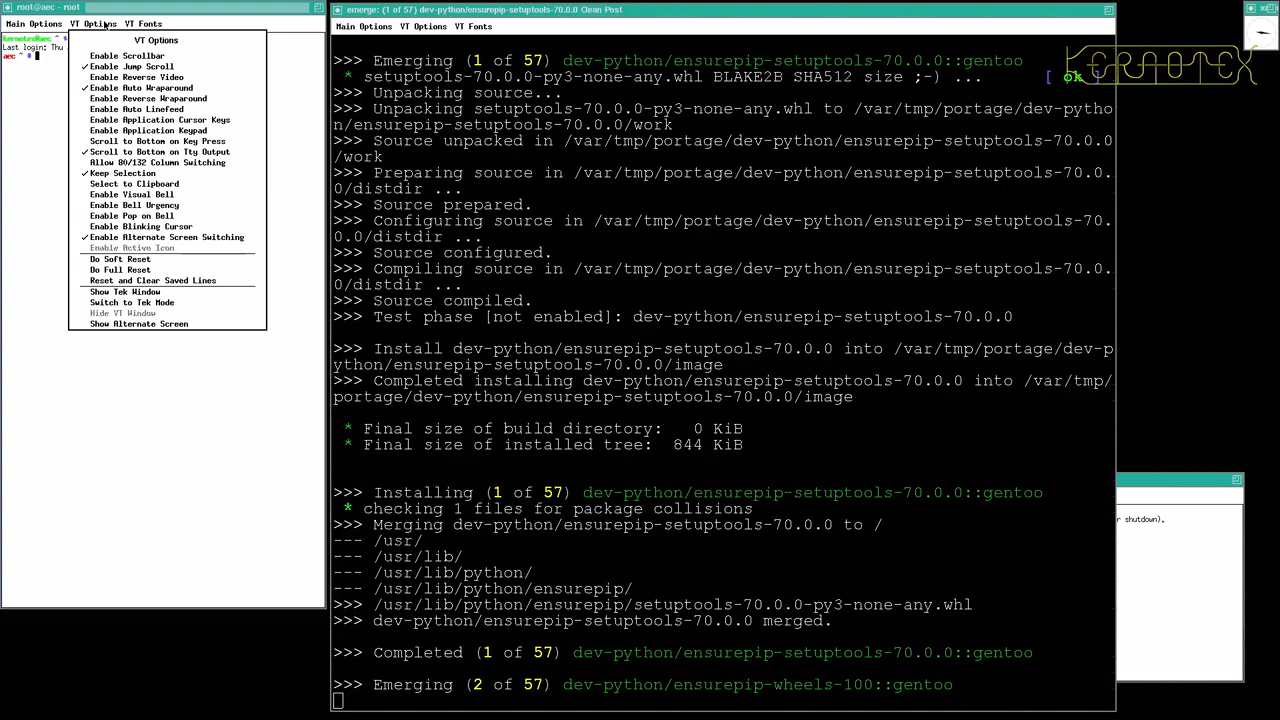 root@aec - root
Main Options VT Options VT Fonts
kernotex@aec ~ $
Last login: Thu
aec ~ #
VT Options
Enable Scrollbar
✓ Enable Jump Scroll
Enable Reverse Video
✓ Enable Auto Wraparound
Enable Reverse Wraparound
Enable Auto Linefeed
Enable Application Cursor Keys
Enable Application Keypad
Scroll to Bottom on Key Press
✓ Scroll to Bottom on Tty Output
Allow 80/132 Column Switching
✓ Keep Selection
Select to Clipboard
Enable Visual Bell
Enable Bell Urgency
Enable Pop on Bell
Enable Blinking Cursor
✓ Enable Alternate Screen Switching
Enable Active Icon
Do Soft Reset
Do Full Reset
Reset and Clear Saved Lines
Show Tek Window
Switch to Tek Mode
Hide VT Window
Show Alternate Screen
emerge: (1 of 57) dev-python/ensurepip-setuptools-70.0.0 Clean Post
Main Options VT Options VT Fonts
>>> Emerging (1 of 57) dev-python/ensurepip-setuptools-70.0.0::gentoo
* setuptools-70.0.0-py3-none-any.whl BLAKE2B SHA512 size ;-) ... [ ok ]
>>> Unpacking source...
>>> Unpacking setuptools-70.0.0-py3-none-any.whl to /var/tmp/portage/dev-pytho
n/ensurepip-setuptools-70.0.0/work
>>> Source unpacked in /var/tmp/portage/dev-python/ensurepip-setuptools-70.0.0
/work
>>> Preparing source in /var/tmp/portage/dev-python/ensurepip-setuptools-70.0.
0/distdir ...
>>> Source prepared.
>>> Configuring source in /var/tmp/portage/dev-python/ensurepip-setuptools-70.
0.0/distdir ...
>>> Source configured.
>>> Compiling source in /var/tmp/portage/dev-python/ensurepip-setuptools-70.0.
0/distdir ...
>>> Source compiled.
>>> Test phase [not enabled]: dev-python/ensurepip-setuptools-70.0.0
>>> Install dev-python/ensurepip-setuptools-70.0.0 into /var/tmp/portage/dev-p
ython/ensurepip-setuptools-70.0.0/image
>>> Completed installing dev-python/ensurepip-setuptools-70.0.0 into /var/tmp/
portage/dev-python/ensurepip-setuptools-70.0.0/image
* Final size of build directory: 0 KiB
* Final size of installed tree: 844 KiB
>>> Installing (1 of 57) dev-python/ensurepip-setuptools-70.0.0::gentoo
* checking 1 files for package collisions
>>> Merging dev-python/ensurepip-setuptools-70.0.0 to /
--- /usr/
--- /usr/lib/
--- /usr/lib/python/
--- /usr/lib/python/ensurepip/
>>> /usr/lib/python/ensurepip/setuptools-70.0.0-py3-none-any.whl
>>> dev-python/ensurepip-setuptools-70.0.0 merged.
>>> Completed (1 of 57) dev-python/ensurepip-setuptools-70.0.0::gentoo
>>> Emerging (2 of 57) dev-python/ensurepip-wheels-100::gentoo
KERNOTEX
r shutdown).